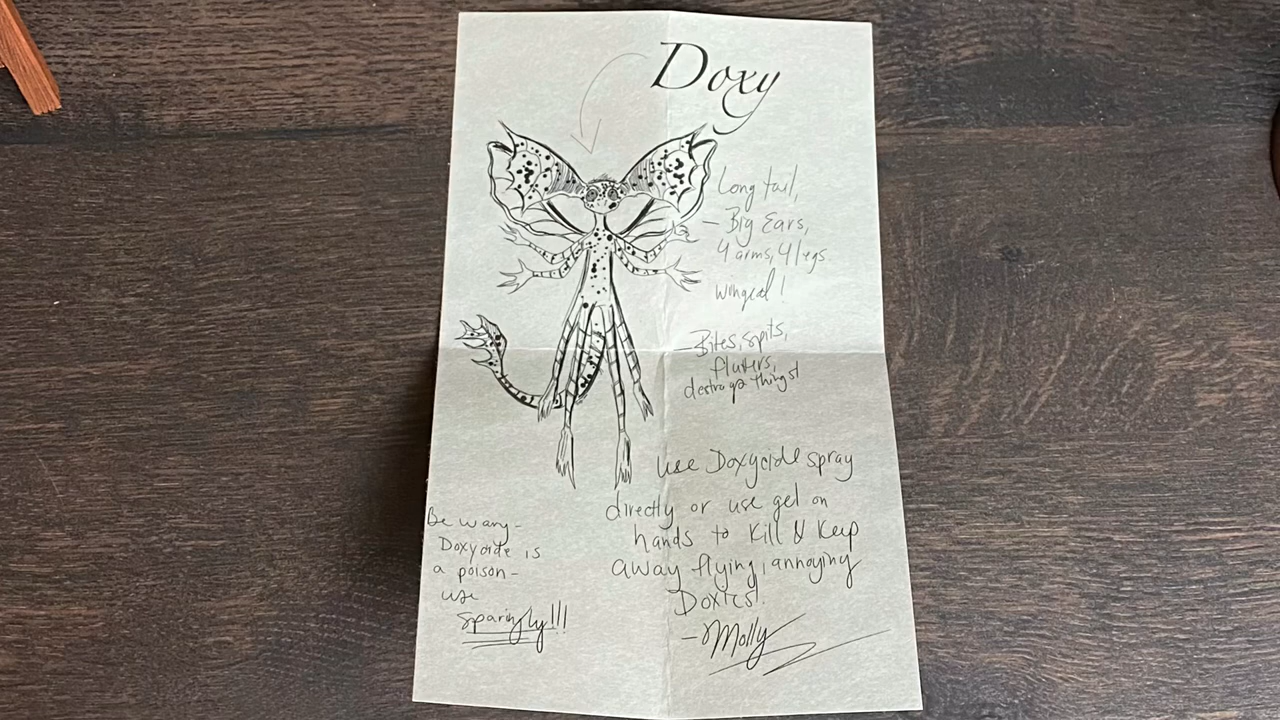 Doxy
Long tail,
- Big Ears,
4 arms, 4 legs
winged!
- Bites, spits,
flutters,
destroys things!
use Doxycide spray
directly or use gel on
hands to Kill & Keep
away flying, annoying
Doxies!
- Molly
Be wary -
Doxycide is
a poison -
use
sparingly!!!